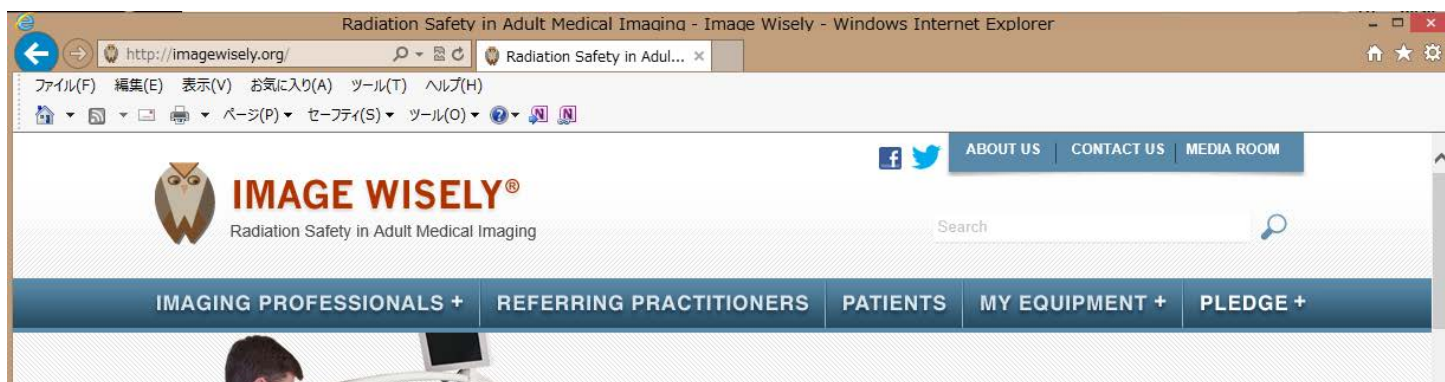 Radiation Safety in Adult Medical Imaging - Image Wisely - Windows Internet Explorer
http://imagewisely.org/
Radiation Safety in Adul...
ファイル(F) 編集(E) 表示(V) お気に入り(A) ツール(T) ヘルプ(H)
ページ(P) セーフティ(S) ツール(O)
ABOUT US CONTACT US MEDIA ROOM
IMAGE WISELY®
Radiation Safety in Adult Medical Imaging
Search
IMAGING PROFESSIONALS + REFERRING PRACTITIONERS PATIENTS MY EQUIPMENT + PLEDGE +